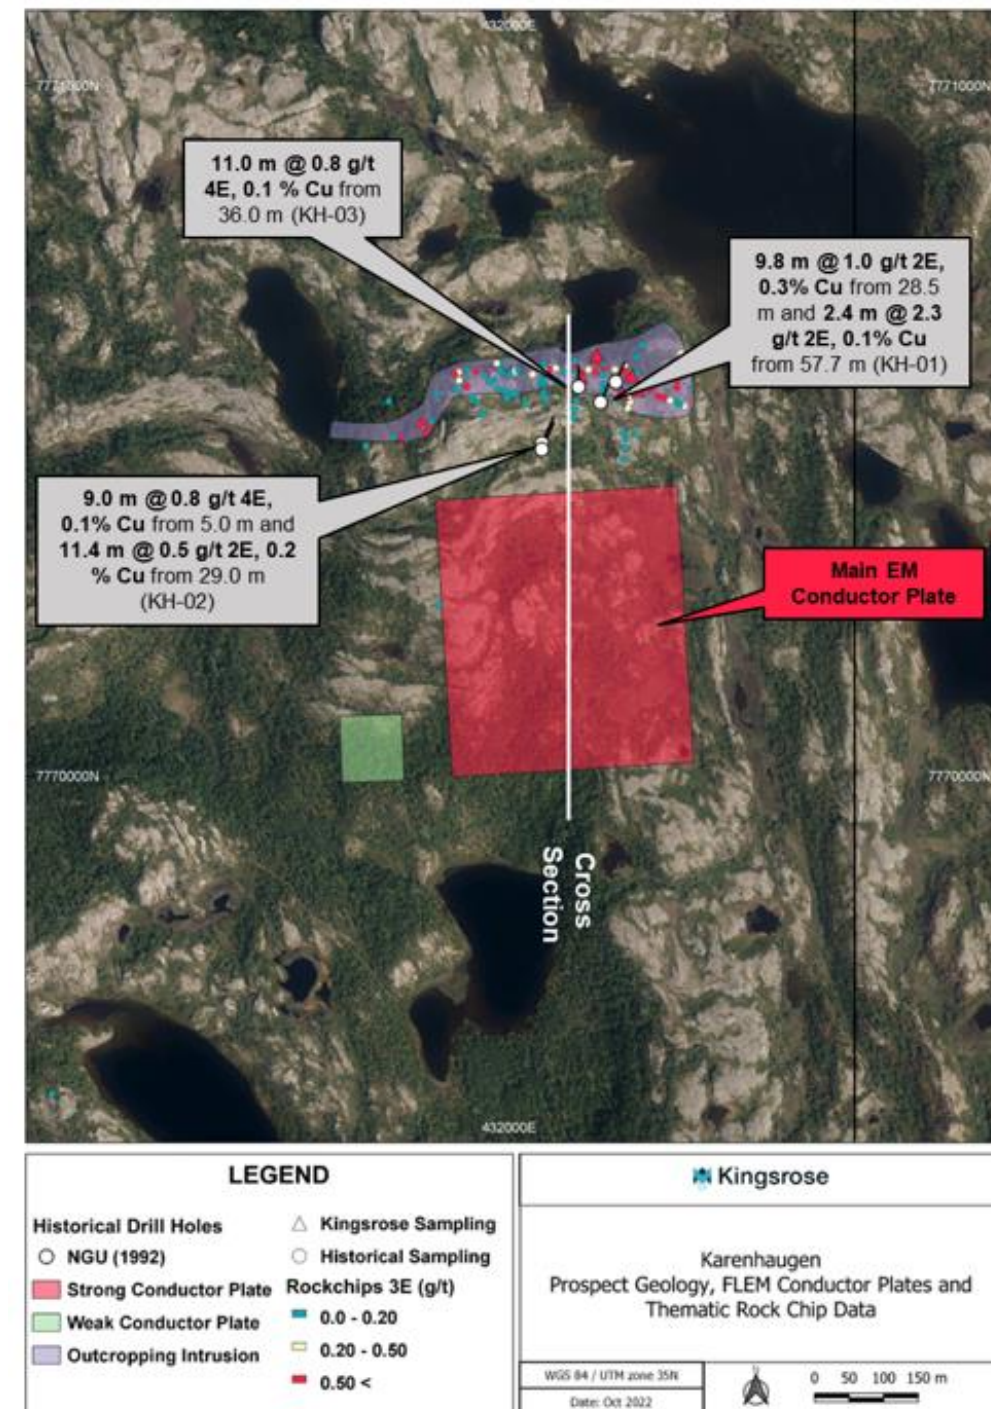 432000E
7771000N
7771000N
11.0 m @ 0.8 g/t
4E, 0.1 % Cu from
36.0 m (KH-03)
9.8 m @ 1.0 g/t 2E,
0.3% Cu from 28.5
m and 2.4 m @ 2.3
g/t 2E, 0.1% Cu
from 57.7 m (KH-01)
9.0 m @ 0.8 g/t 4E,
0.1% Cu from 5.0 m and
11.4 m @ 0.5 g/t 2E, 0.2
% Cu from 29.0 m
(KH-02)
Main EM
Conductor Plate
7770000N
7770000N
Cross
Section
432000E
LEGEND
Historical Drill Holes
NGU (1992)
Strong Conductor Plate
Weak Conductor Plate
Outcropping Intrusion
Kingsrose Sampling
Historical Sampling
Rockchips 3E (g/t)
0.0 - 0.20
0.20 - 0.50
0.50 <
Kingsrose
Karenhaugen
Prospect Geology, FLEM Conductor Plates and
Thematic Rock Chip Data
WGS 84 / UTM zone 35N
Date: Oct 2022
N
0 50 100 150 m